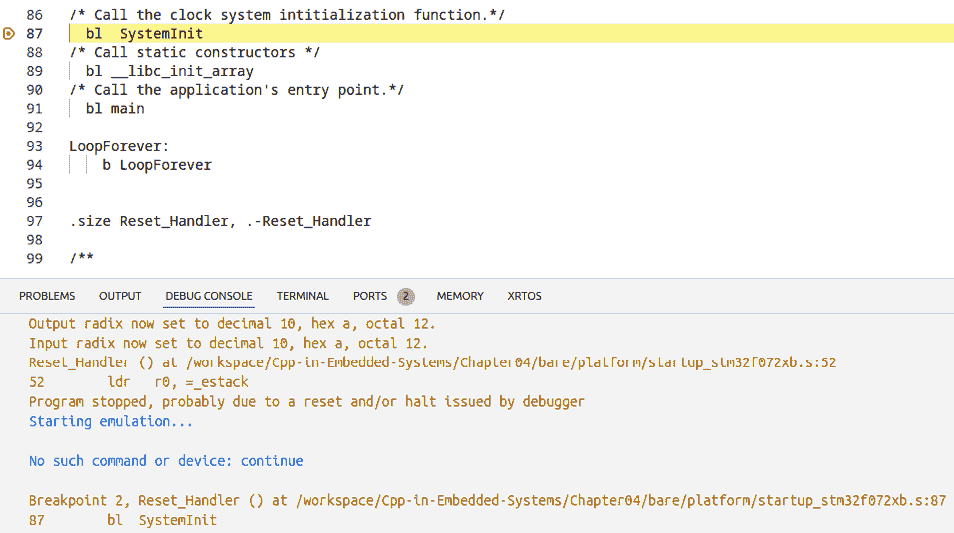 86 /* Call the clock system intitialization function.*/
87 bl SystemInit
88 /* Call static constructors */
89 bl __libc_init_array
90 /* Call the application's entry point.*/
91 bl main
92
93 LoopForever:
94 b LoopForever
95
96
97 .size Reset_Handler, .-Reset_Handler
98
99 /**
PROBLEMS OUTPUT DEBUG CONSOLE TERMINAL PORTS 2 MEMORY XRTOS
Output radix now set to decimal 10, hex a, octal 12.
Input radix now set to decimal 10, hex a, octal 12.
Reset_Handler () at /workspace/Cpp-in-Embedded-Systems/Chapter04/bare/platform/startup_stm32f072xb.s:52
52 ldr r0, =_estack
Program stopped, probably due to a reset and/or halt issued by debugger
Starting emulation...
No such command or device: continue
Breakpoint 2, Reset_Handler () at /workspace/Cpp-in-Embedded-Systems/Chapter04/bare/platform/startup_stm32f072xb.s:87
87 bl SystemInit